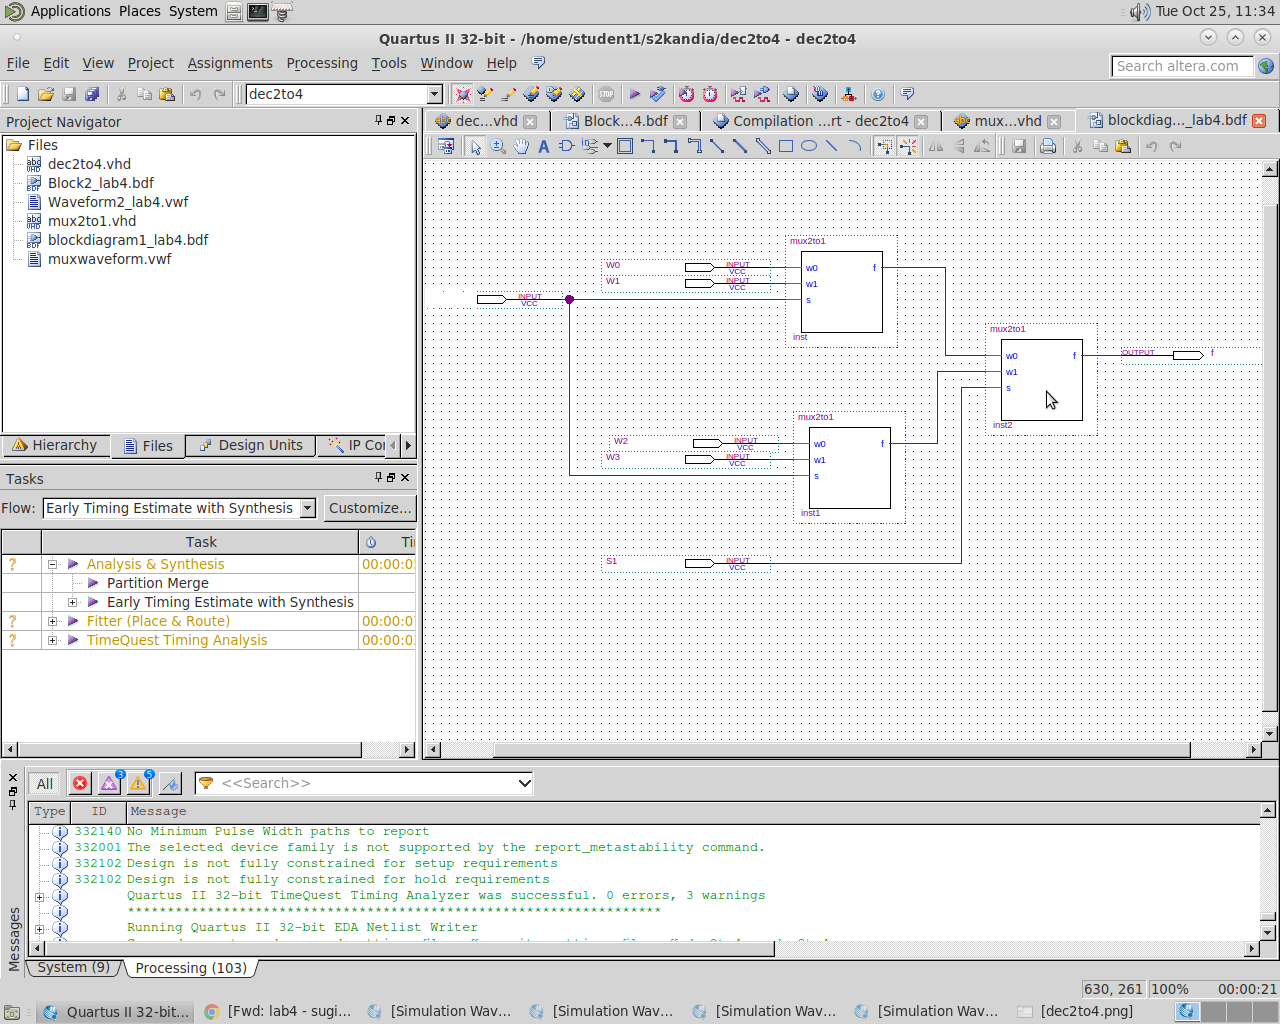 Applications Places System
Tue Oct 25, 11:34
Quartus II 32-bit - /home/student1/s2kandia/dec2to4 - dec2to4
File Edit View Project Assignments Processing Tools Window Help
Search altera.com
dec2to4
STOP
Project Navigator
Files
dec2to4.vhd
Block2_lab4.bdf
Waveform2_lab4.vwf
mux2to1.vhd
blockdiagram1_lab4.bdf
muxwaveform.vwf
Hierarchy Files Design Units IP Cor
Tasks
Flow: Early Timing Estimate with Synthesis Customize...
Task Ti
? Analysis & Synthesis 00:00:0
Partition Merge
Early Timing Estimate with Synthesis
? Fitter (Place & Route) 00:00:0
? TimeQuest Timing Analysis 00:00:0
dec...vhd Block...4.bdf Compilation ...rt - dec2to4 mux...vhd blockdiag..._lab4.bdf
mux2to1
W0 INPUT VCC w0 f
W1 INPUT VCC w1
INPUT VCC s
inst
mux2to1
w0 f OUTPUT f
w1
s
inst2
mux2to1
W2 INPUT VCC w0 f
W3 INPUT VCC w1
s
inst1
S1 INPUT VCC
All 3 5 <<Search>>
Type ID Message
332140 No Minimum Pulse Width paths to report
332001 The selected device family is not supported by the report_metastability command.
332102 Design is not fully constrained for setup requirements
332102 Design is not fully constrained for hold requirements
Quartus II 32-bit TimeQuest Timing Analyzer was successful. 0 errors, 3 warnings
*******************************************************************
Running Quartus II 32-bit EDA Netlist Writer
Messages
System (9) Processing (103)
630, 261 100% 00:00:21
Quartus II 32-bit... [Fwd: lab4 - sugi... [Simulation Wav... [Simulation Wav... [Simulation Wav... [Simulation Wav... [dec2to4.png]